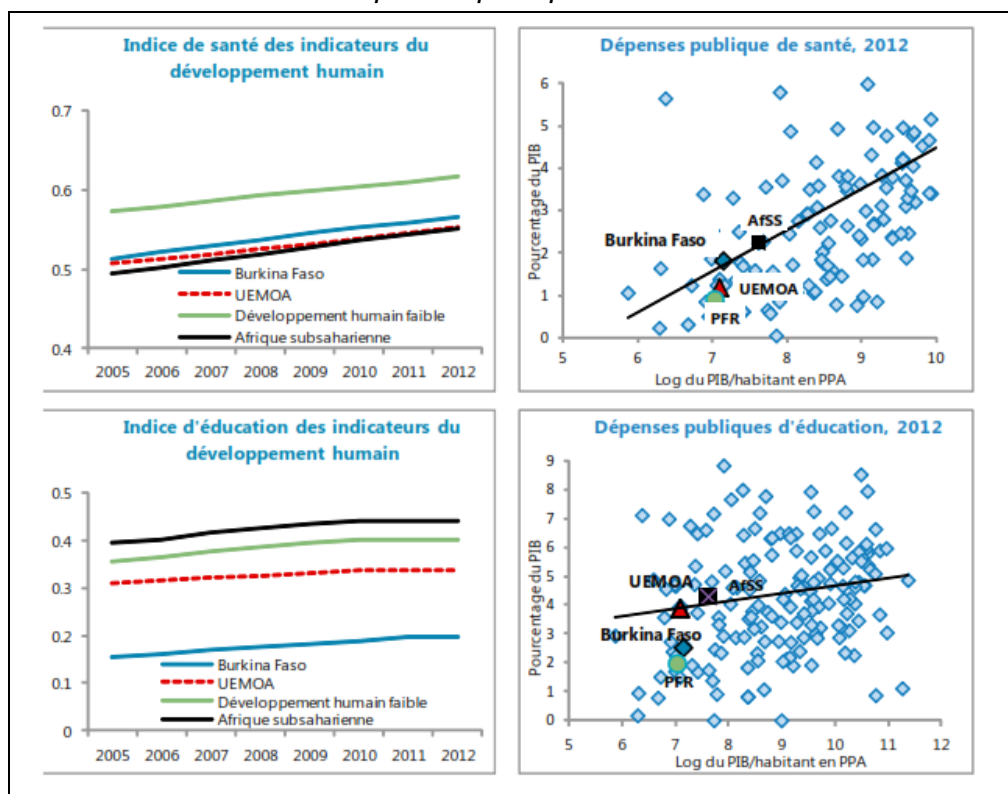 Indice de santé des indicateurs du
développement humain
0.7
0.6
0.5
0.4
Burkina Faso
UEMOA
Développement humain faible
Afrique subsaharienne
2005 2006 2007 2008 2009 2010 2011 2012
Dépenses publique de santé, 2012
Pourcentage du PIB
6
5
4
3
2
1
0
AfSS
Burkina Faso
UEMOA
PFR
5 6 7 8 9 10
Log du PIB/habitant en PPA
Indice d'éducation des indicateurs du
développement humain
0.5
0.4
0.3
0.2
0.1
0
Burkina Faso
UEMOA
Développement humain faible
Afrique subsaharienne
2005 2006 2007 2008 2009 2010 2011 2012
Dépenses publiques d'éducation, 2012
Pourcentage du PIB
9
8
7
6
5
4
3
2
1
0
UEMOA
AfSS
Burkina Faso
PFR
5 6 7 8 9 10 11 12
Log du PIB/habitant en PPA